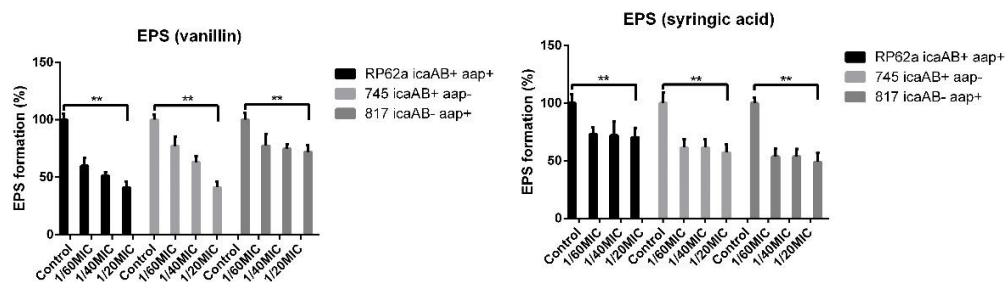 EPS (vanillin)
EPS formation (%)
150
100
50
0
**
**
**
Control
1/60MIC
1/40MIC
1/20MIC
Control
1/60MIC
1/40MIC
1/20MIC
Control
1/60MIC
1/40MIC
1/20MIC
RP62a icaAB+ aap+
745 icaAB+ aap-
817 icaAB- aap+
EPS (syringic acid)
EPS formation (%)
150
100
50
0
**
**
**
Control
1/60MIC
1/40MIC
1/20MIC
Control
1/60MIC
1/40MIC
1/20MIC
Control
1/60MIC
1/40MIC
1/20MIC
RP62a icaAB+ aap+
745 icaAB+ aap-
817 icaAB- aap+